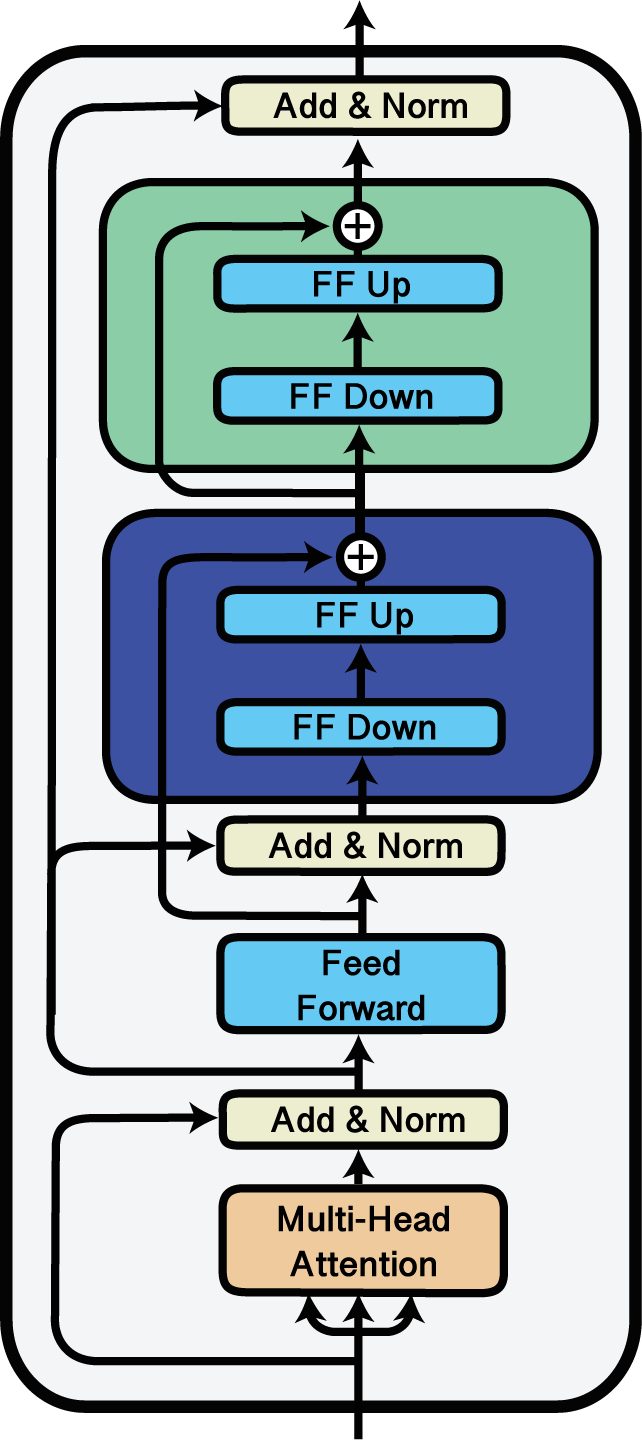 Add & Norm
FF Up
FF Down
FF Up
FF Down
Add & Norm
Feed
Forward
Add & Norm
Multi-Head
Attention